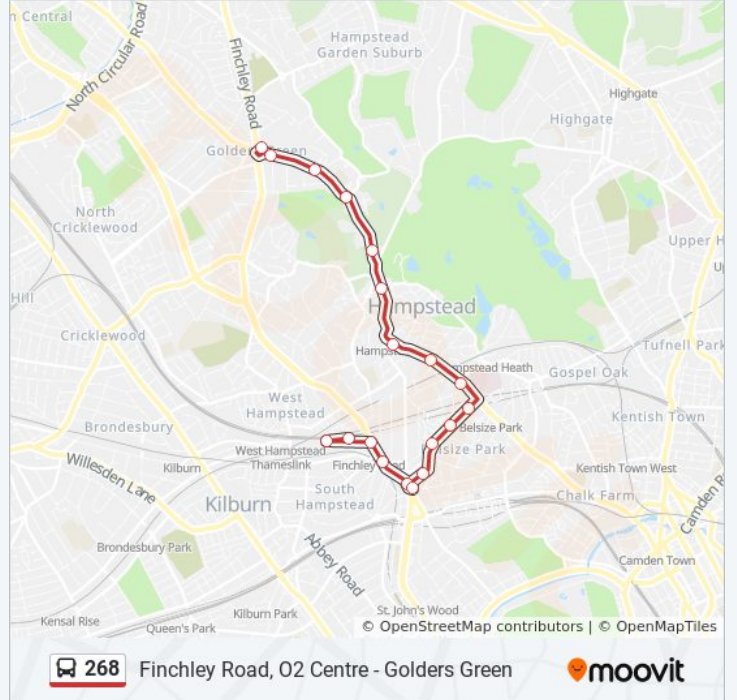 n Central
North Circular Road
Finchley Road
Hampstead
Garden Suburb
Highgate
Highgate
Golders Green
North
Cricklewood
Upper H
Up
Hill
Hampstead
Cricklewood
Tufnell Park
Hamps
mpstead Heath
Gospel Oak
West
Hampstead
Kentish Town
Brondesbury
Belsize Park
Belsize Park
West Hampstead
Thameslink
Finchley Road
Willesden Lane
Kilburn
Kentish Town West
South
Hampstead
Chalk Farm
Kilburn
Camden R
Abbey Road
Brondesbury Park
Camden Town
St. John's Wood
Kilburn Park
Kensal Rise
Queen's Park
© OpenStreetMap contributors | © OpenMapTiles
268 Finchley Road, O2 Centre - Golders Green
moovit